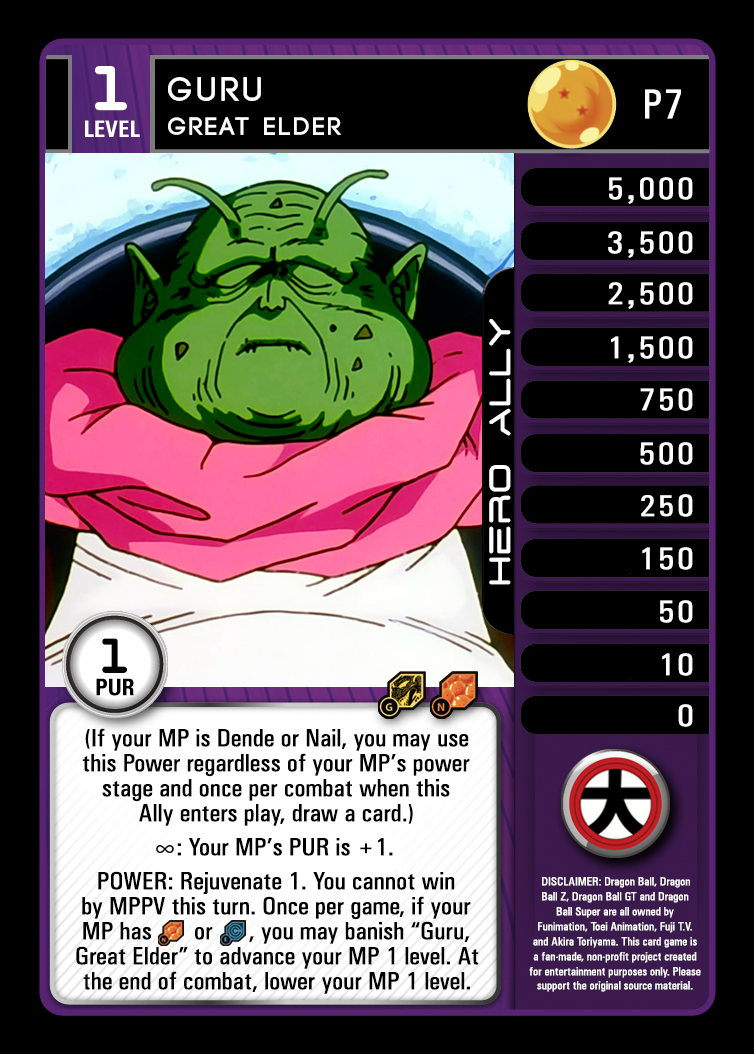 1
LEVEL
GURU
GREAT ELDER
P7
5,000
3,500
2,500
1,500
750
500
250
150
50
10
0
HERO ALLY
1
PUR
G N
(If your MP is Dende or Nail, you may use
this Power regardless of your MP's power
stage and once per combat when this
Ally enters play, draw a card.)
∞: Your MP's PUR is +1.
POWER: Rejuvenate 1. You cannot win
by MPPV this turn. Once per game, if your
MP has or , you may banish "Guru,
Great Elder" to advance your MP 1 level. At
the end of combat, lower your MP 1 level.
大
DISCLAIMER: Dragon Ball, Dragon
Ball Z, Dragon Ball GT and Dragon
Ball Super are all owned by
Funimation, Toei Animation, Fuji T.V.
and Akira Toriyama. This card game is
a fan-made, non-profit project created
for entertainment purposes only. Please
support the original source material.